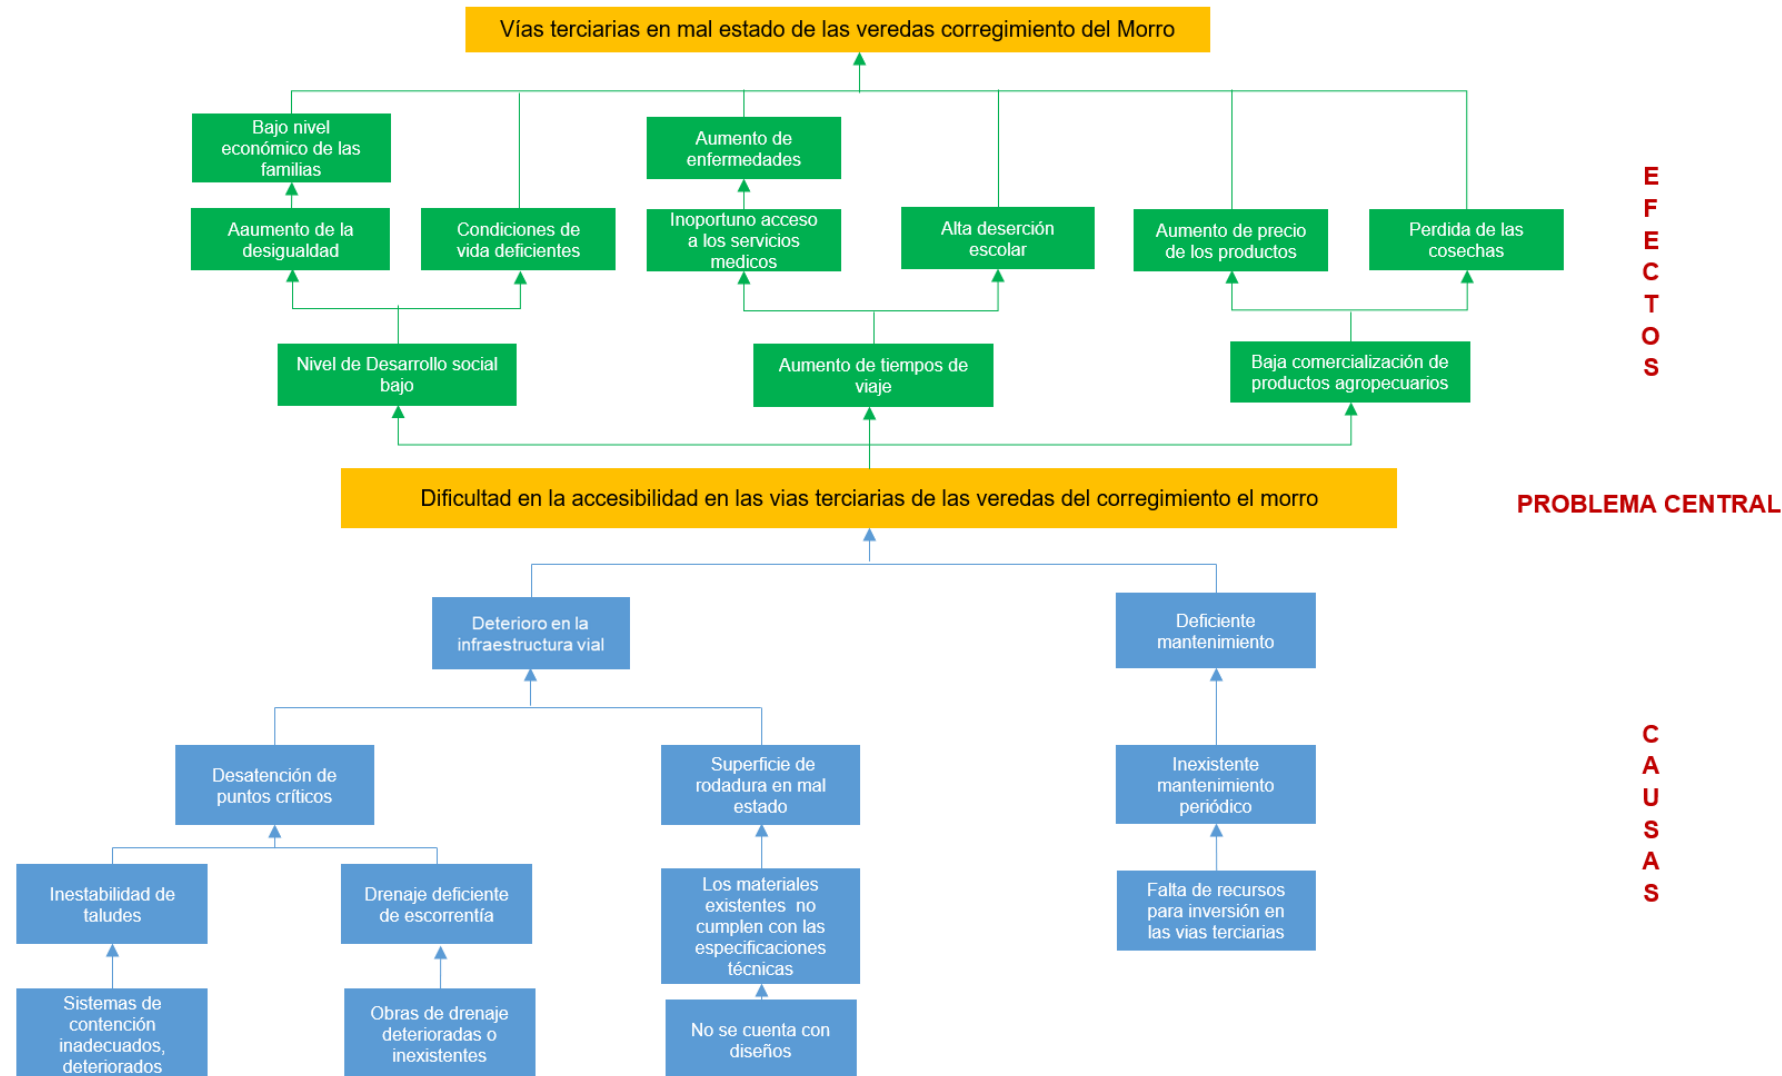 Vías terciarias en mal estado de las veredas corregimiento del Morro
Bajo nivel
económico de las
familias
Aumento de
enfermedades
Aaumento de la
desigualdad
Condiciones de
vida deficientes
Inoportuno acceso
a los servicios
medicos
Alta deserción
escolar
Aumento de precio
de los productos
Perdida de las
cosechas
Nivel de Desarrollo social
bajo
Aumento de tiempos de
viaje
Baja comercialización de
productos agropecuarios
E
F
E
C
T
O
S
Dificultad en la accesibilidad en las vias terciarias de las veredas del corregimiento el morro
PROBLEMA CENTRAL
Deterioro en la
infraestructura vial
Deficiente
mantenimiento
Desatención de
puntos críticos
Superficie de
rodadura en mal
estado
Inexistente
mantenimiento
periódico
Inestabilidad de
taludes
Drenaje deficiente
de escorrentía
Los materiales
existentes no
cumplen con las
especificaciones
técnicas
Falta de recursos
para inversión en
las vias terciarias
Sistemas de
contención
inadecuados,
deteriorados
Obras de drenaje
deterioradas o
inexistentes
No se cuenta con
diseños
C
A
U
S
A
S